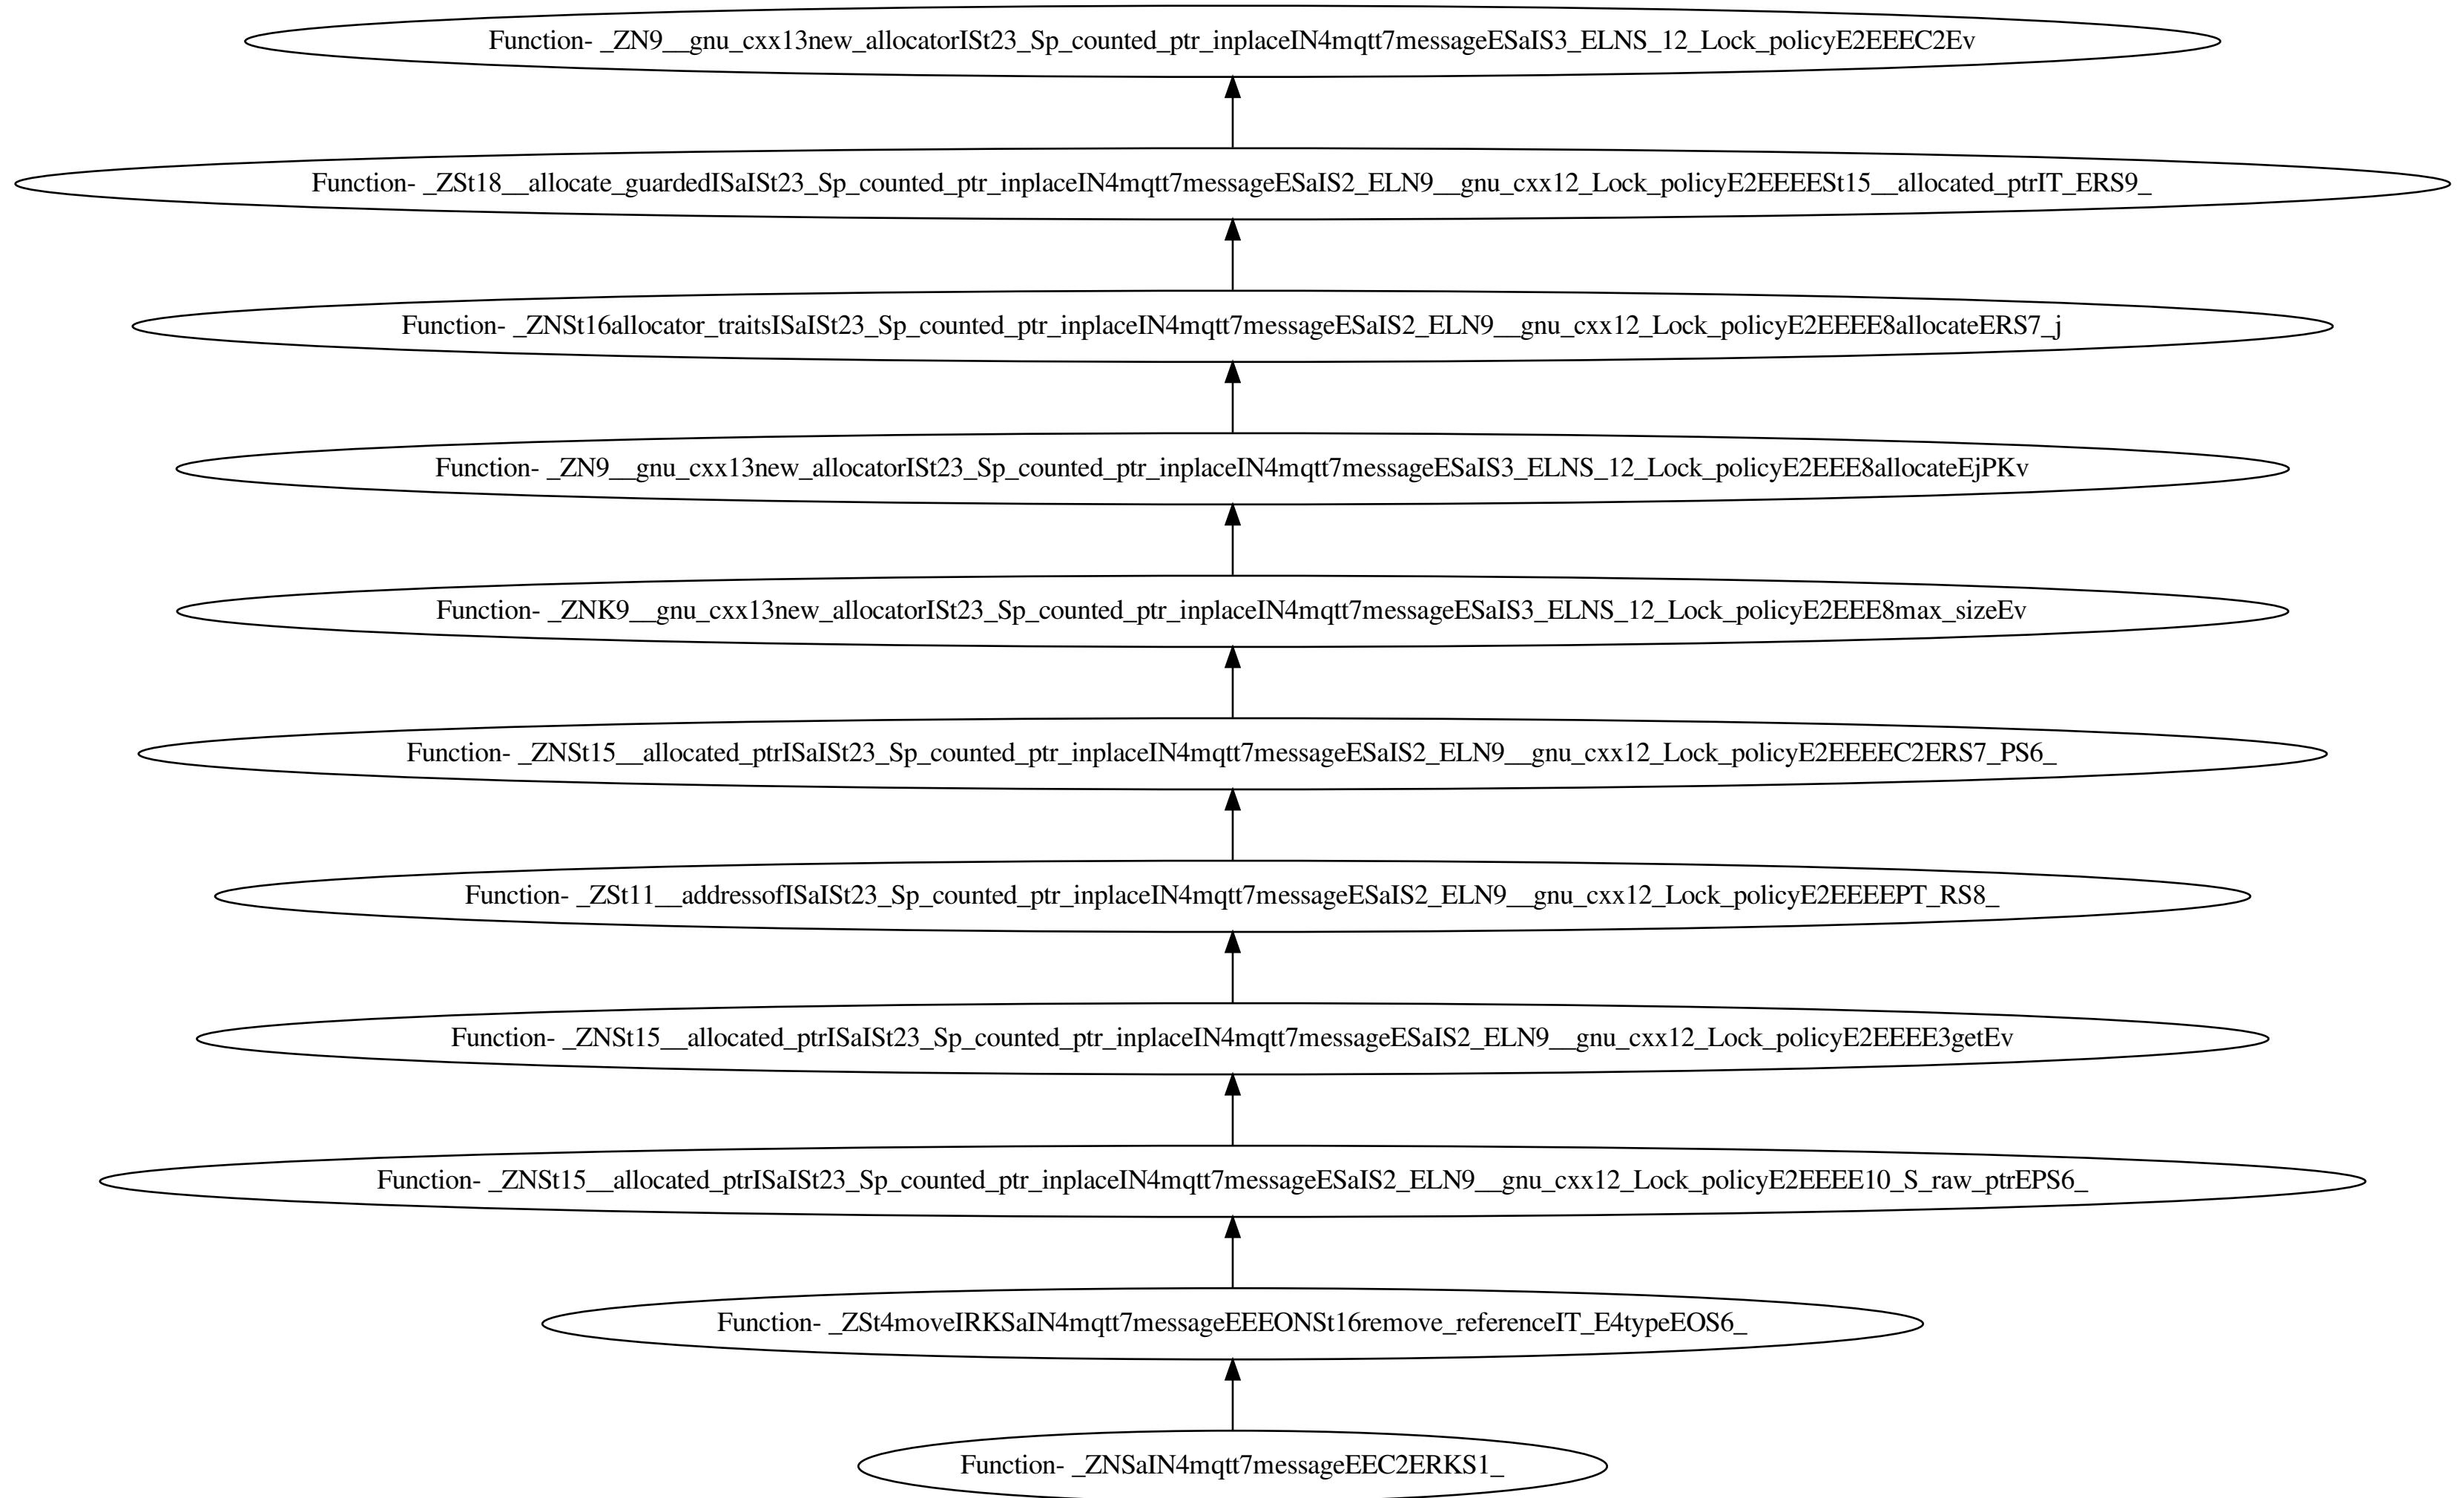 Function- _ZN9__gnu_cxx13new_allocatorISt23_Sp_counted_ptr_inplaceIN4mqtt7messageESaIS3_ELNS_12_Lock_policyE2EEEC2Ev
Function- _ZSt18__allocate_guardedISaISt23_Sp_counted_ptr_inplaceIN4mqtt7messageESaIS2_ELN9__gnu_cxx12_Lock_policyE2EEEESt15__allocated_ptrIT_ERS9_
Function- _ZNSt16allocator_traitsISaISt23_Sp_counted_ptr_inplaceIN4mqtt7messageESaIS2_ELN9__gnu_cxx12_Lock_policyE2EEEE8allocateERS7_j
Function- _ZN9__gnu_cxx13new_allocatorISt23_Sp_counted_ptr_inplaceIN4mqtt7messageESaIS3_ELNS_12_Lock_policyE2EEE8allocateEjPKv
Function- _ZNK9__gnu_cxx13new_allocatorISt23_Sp_counted_ptr_inplaceIN4mqtt7messageESaIS3_ELNS_12_Lock_policyE2EEE8max_sizeEv
Function- _ZNSt15__allocated_ptrISaISt23_Sp_counted_ptr_inplaceIN4mqtt7messageESaIS2_ELN9__gnu_cxx12_Lock_policyE2EEEEC2ERS7_PS6_
Function- _ZSt11__addressofISaISt23_Sp_counted_ptr_inplaceIN4mqtt7messageESaIS2_ELN9__gnu_cxx12_Lock_policyE2EEEEPT_RS8_
Function- _ZNSt15__allocated_ptrISaISt23_Sp_counted_ptr_inplaceIN4mqtt7messageESaIS2_ELN9__gnu_cxx12_Lock_policyE2EEEE3getEv
Function- _ZNSt15__allocated_ptrISaISt23_Sp_counted_ptr_inplaceIN4mqtt7messageESaIS2_ELN9__gnu_cxx12_Lock_policyE2EEEE10_S_raw_ptrEPS6_
Function- _ZSt4moveIRKSaIN4mqtt7messageEEEONSt16remove_referenceIT_E4typeEOS6_
Function- _ZNSaIN4mqtt7messageEEC2ERKS1_